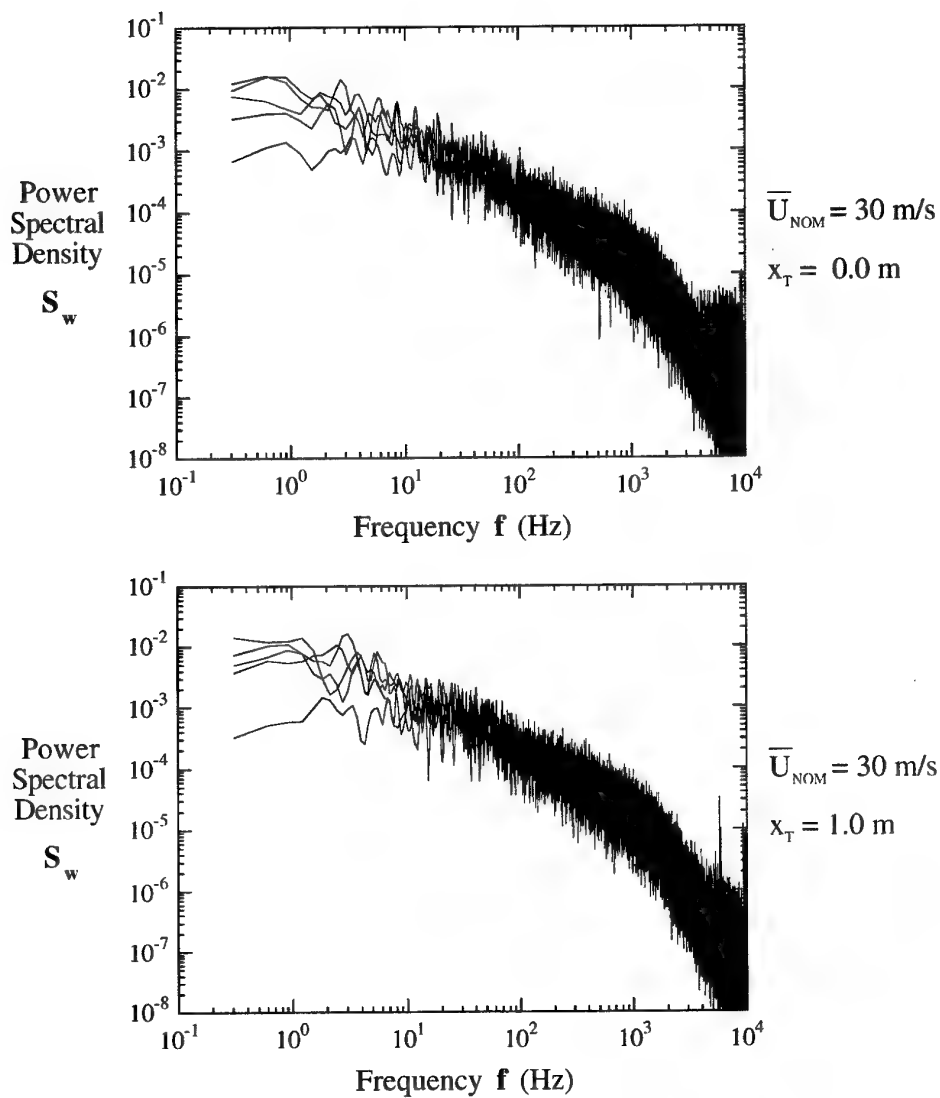 10^-1
10^-2
10^-3
10^-4
10^-5
10^-6
10^-7
10^-8
Power
Spectral
Density
S_w
10^-1 10^0 10^1 10^2 10^3 10^4
Frequency f (Hz)
U̅_NOM = 30 m/s
x_T = 0.0 m
10^-1
10^-2
10^-3
10^-4
10^-5
10^-6
10^-7
10^-8
Power
Spectral
Density
S_w
10^-1 10^0 10^1 10^2 10^3 10^4
Frequency f (Hz)
U̅_NOM = 30 m/s
x_T = 1.0 m